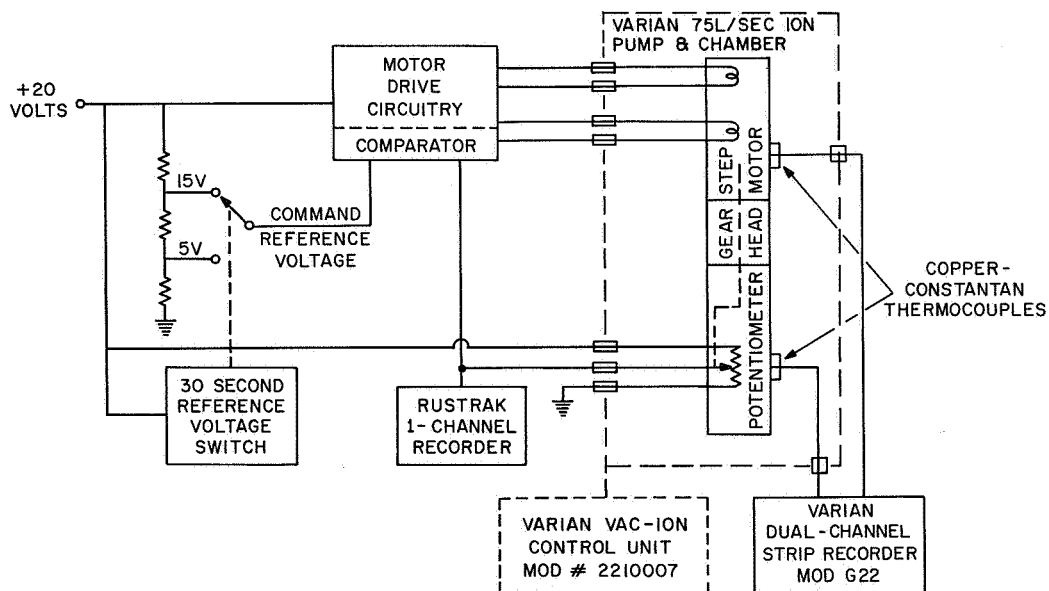 VARIAN 75L/SEC ION
PUMP & CHAMBER
MOTOR
DRIVE
CIRCUITRY
COMPARATOR
+20
VOLTS
15V
5V
COMMAND
REFERENCE
VOLTAGE
STEP
MOTOR
GEAR
HEAD
POTENTIOMETER
COPPER-
CONSTANTAN
THERMOCOUPLES
30 SECOND
REFERENCE
VOLTAGE
SWITCH
RUSTRAK
1-CHANNEL
RECORDER
VARIAN VAC-ION
CONTROL UNIT
MOD # 2210007
VARIAN
DUAL-CHANNEL
STRIP RECORDER
MOD G22